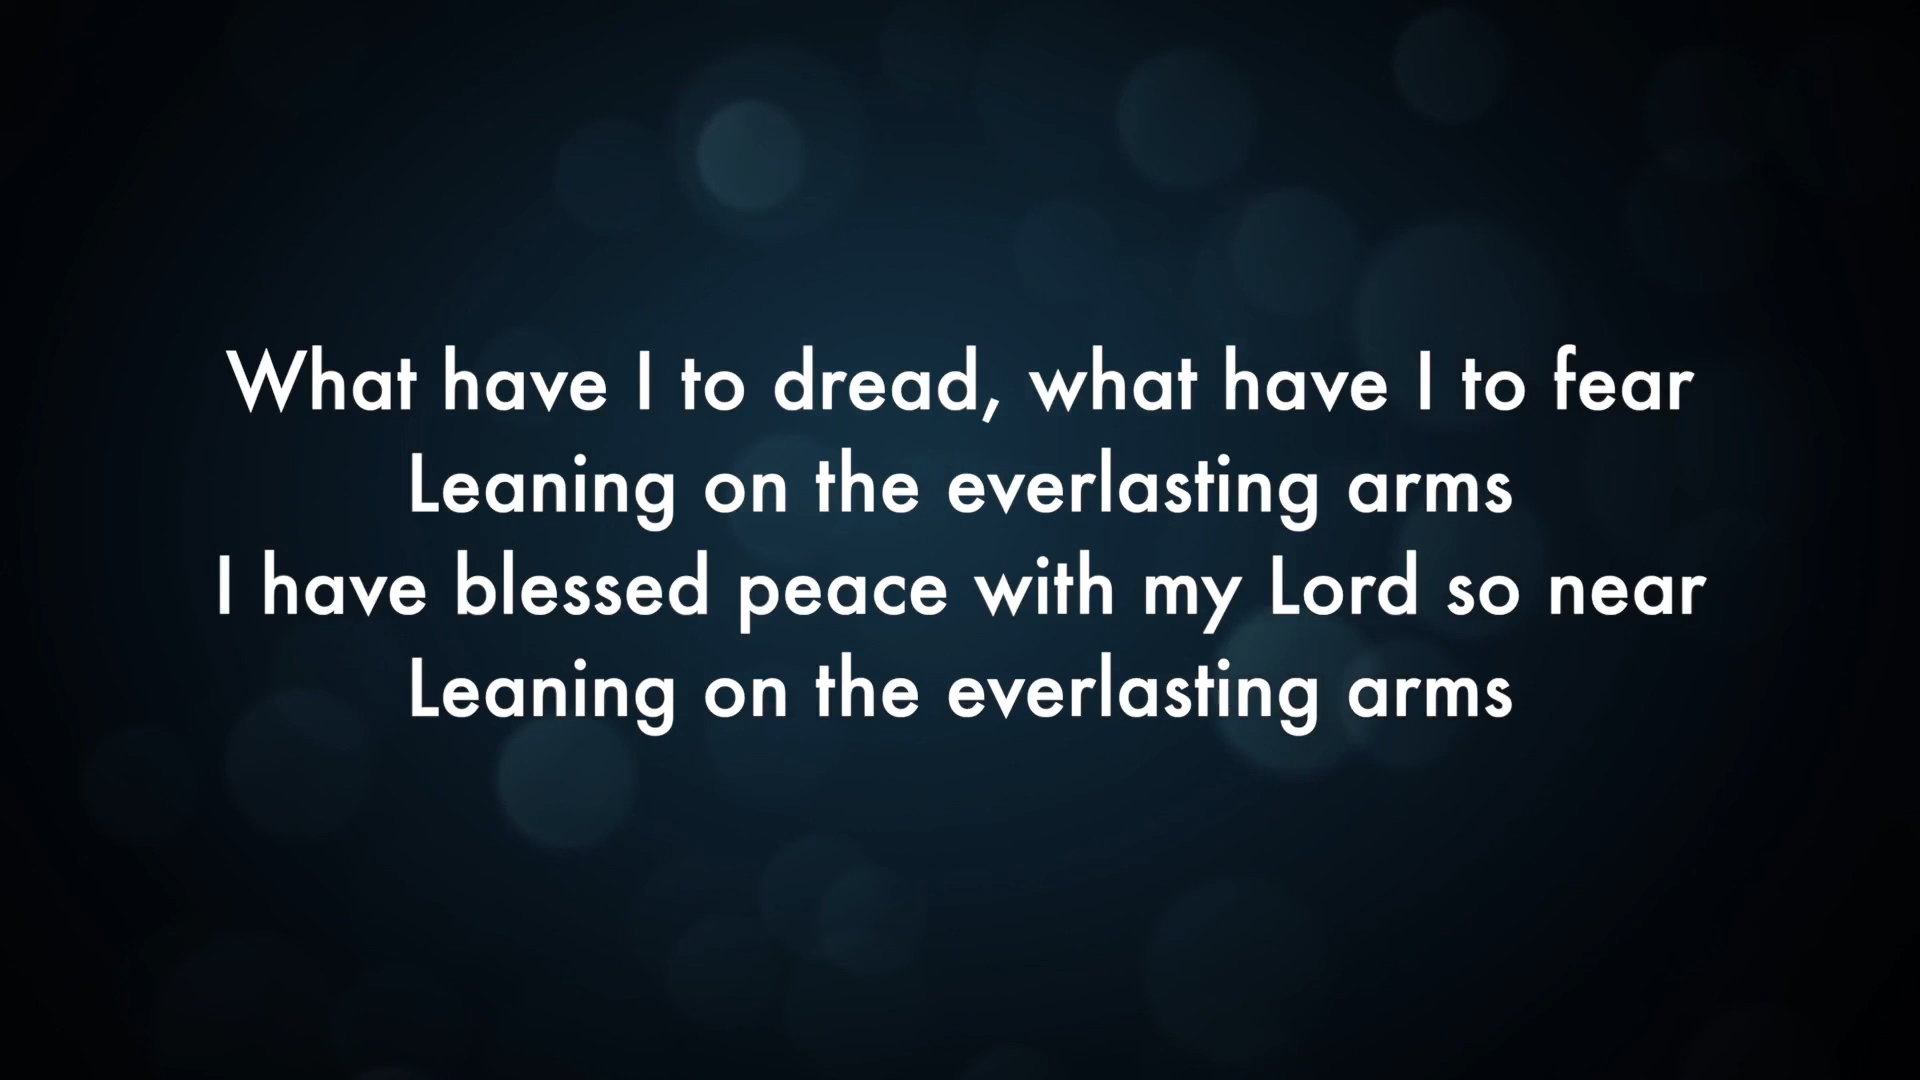 What have I to dread, what have I to fear
Leaning on the everlasting arms
I have blessed peace with my Lord so near
Leaning on the everlasting arms